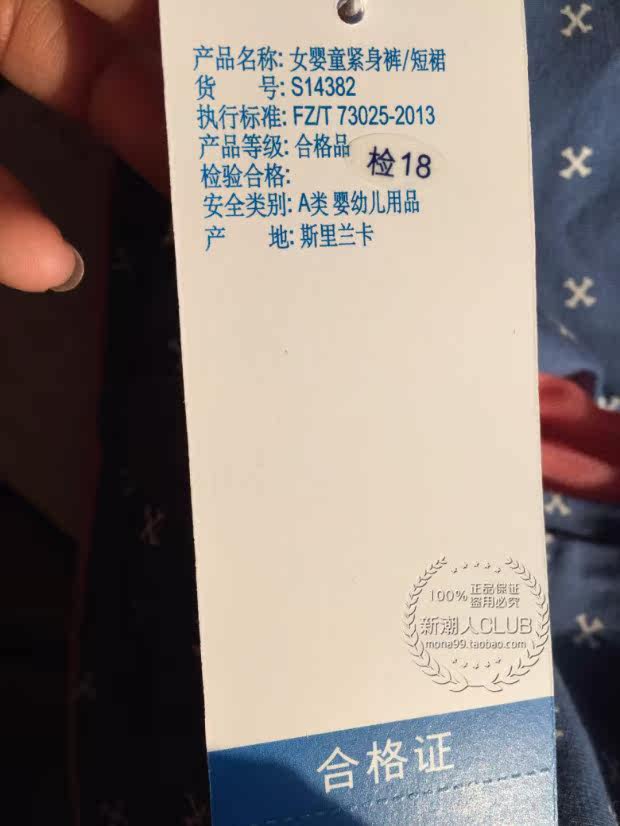 产品名称: 女婴童紧身裤/短裙
货 号: S14382
执行标准: FZ/T 73025-2013
产品等级: 合格品
检验合格: 检18
安全类别: A类 婴幼儿用品
产 地: 斯里兰卡
100% 正品保证
盗用必究
新潮人CLUB
mona99.taobao.com
合格证